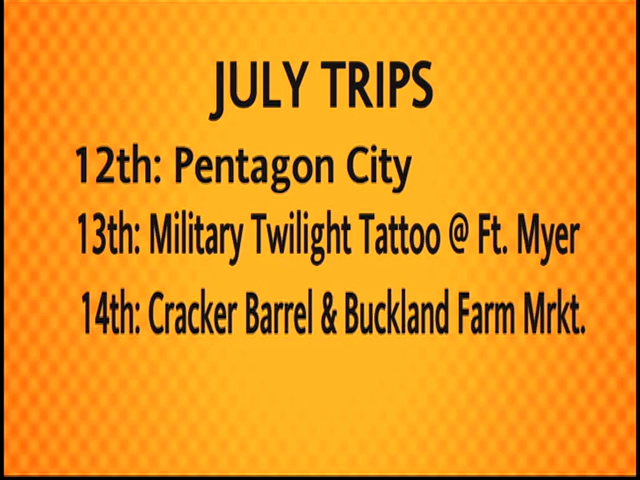 JULY TRIPS
12th: Pentagon City
13th: Military Twilight Tattoo @ Ft. Myer
14th: Cracker Barrel & Buckland Farm Mrkt.